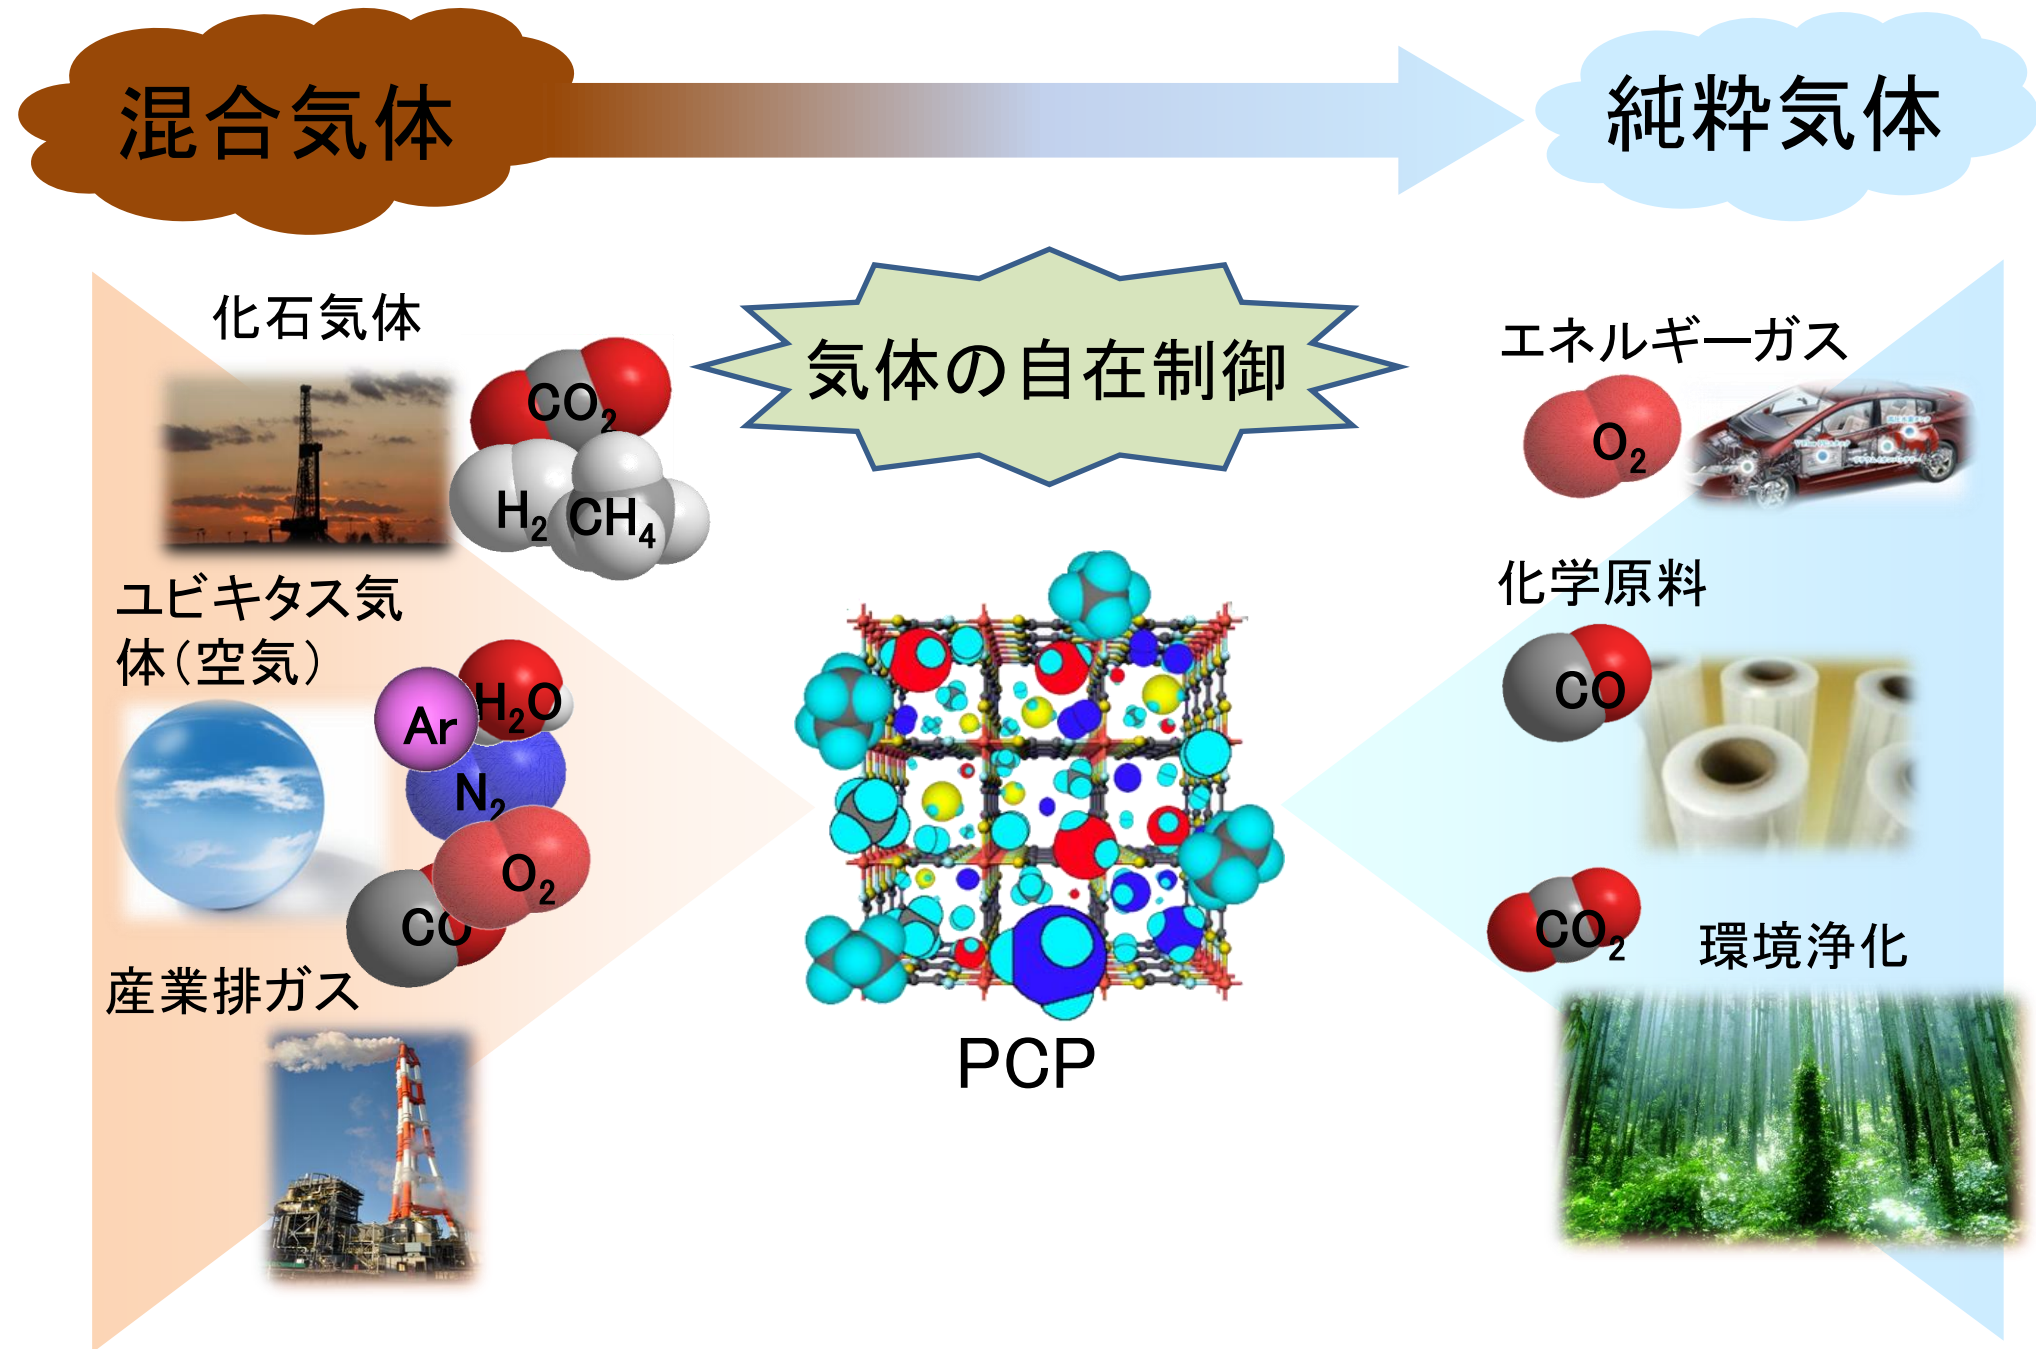 混合気体
純粋気体
気体の自在制御
化石気体
CO2
H2
CH4
ユビキタス気
体(空気)
Ar
H2O
N2
O2
CO
産業排ガス
PCP
エネルギーガス
O2
化学原料
CO
CO2
環境浄化